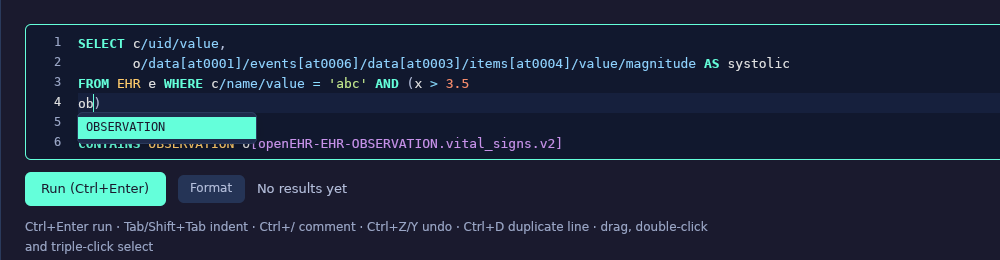 1 SELECT c/uid/value,
2 o/data[at0001]/events[at0006]/data[at0003]/items[at0004]/value/magnitude AS systolic
3 FROM EHR e WHERE c/name/value = 'abc' AND (x > 3.5
4 ob)
5
OBSERVATION
6 CONTAINS OBSERVATION o[openEHR-EHR-OBSERVATION.vital_signs.v2]
Run (Ctrl+Enter) Format No results yet
Ctrl+Enter run · Tab/Shift+Tab indent · Ctrl+/ comment · Ctrl+Z/Y undo · Ctrl+D duplicate line · drag, double-click
and triple-click select